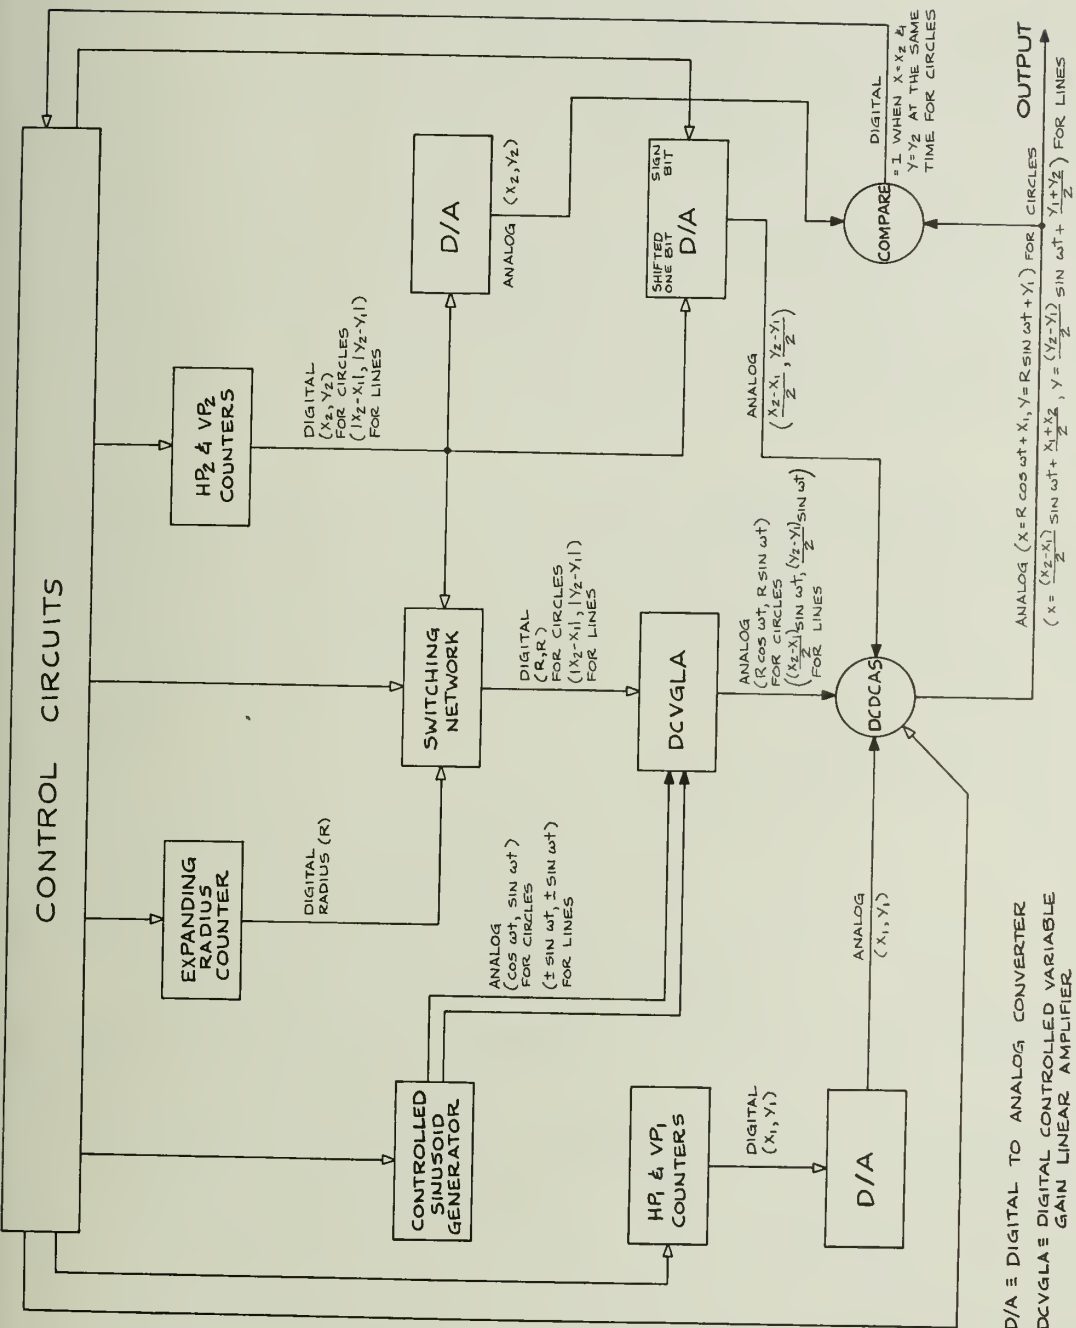 CONTROL CIRCUITS
EXPANDING
RADIUS
COUNTER
HP₂ & VP₂
COUNTERS
DIGITAL
RADIUS (R)
DIGITAL
(X₂, Y₂)
FOR CIRCLES
(|X₂-X₁|, |Y₂-Y₁|)
FOR LINES
CONTROLLED
SINUSOID
GENERATOR
SWITCHING
NETWORK
D/A
ANALOG (X₂, Y₂)
ANALOG
(COS ωt, SIN ωt)
FOR CIRCLES
(± SIN ωt, ± SIN ωt)
FOR LINES
DIGITAL
(R, R)
FOR CIRCLES
(|X₂-X₁|, |Y₂-Y₁|)
FOR LINES
HP₁ & VP₁
COUNTERS
DCVGLA
SHIFTED
ONE BIT
SIGN
BIT
D/A
DIGITAL
(X₁, Y₁)
ANALOG
(R COS ωt, R SIN ωt)
FOR CIRCLES
((X₂-X₁)/2 SIN ωt, (Y₂-Y₁)/2 SIN ωt)
FOR LINES
ANALOG
(X₂-X₁/2, Y₂-Y₁/2)
D/A
ANALOG
(X₁, Y₁)
DCDCAS
COMPARE
DIGITAL
= 1 WHEN X=X₂ &
Y=Y₂ AT THE SAME
TIME FOR CIRCLES
ANALOG (X = R COS ωt + X₁, Y = R SIN ωt + Y₁) FOR CIRCLES
OUTPUT
(X = (X₂-X₁)/2 SIN ωt + X₁+X₂/2, Y = (Y₂-Y₁)/2 SIN ωt + Y₁+Y₂/2) FOR LINES
D/A ≡ DIGITAL TO ANALOG CONVERTER
DCVGLA ≡ DIGITAL CONTROLLED VARIABLE
GAIN LINEAR AMPLIFIER